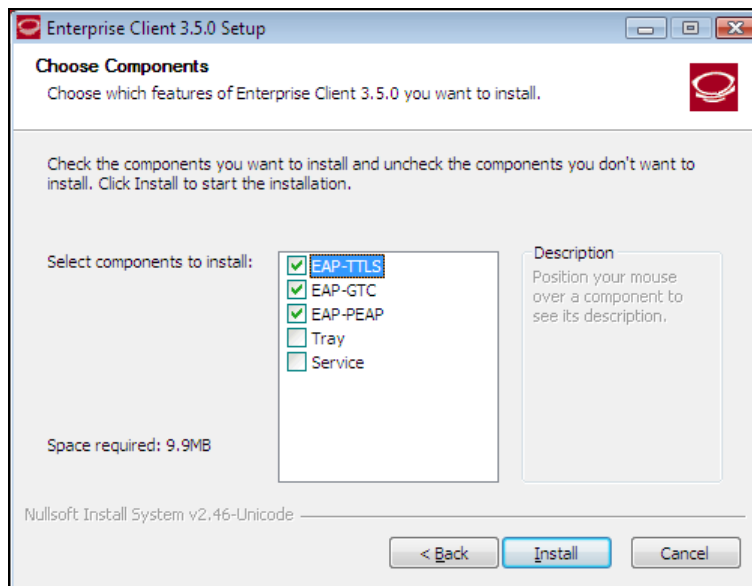 Enterprise Client 3.5.0 Setup
Choose Components
Choose which features of Enterprise Client 3.5.0 you want to install.
Check the components you want to install and uncheck the components you don't want to
install. Click Install to start the installation.
Select components to install:
EAP-TTLS
EAP-GTC
EAP-PEAP
Tray
Service
Description
Position your mouse
over a component to
see its description.
Space required: 9.9MB
Nullsoft Install System v2.46-Unicode
< Back
Install
Cancel